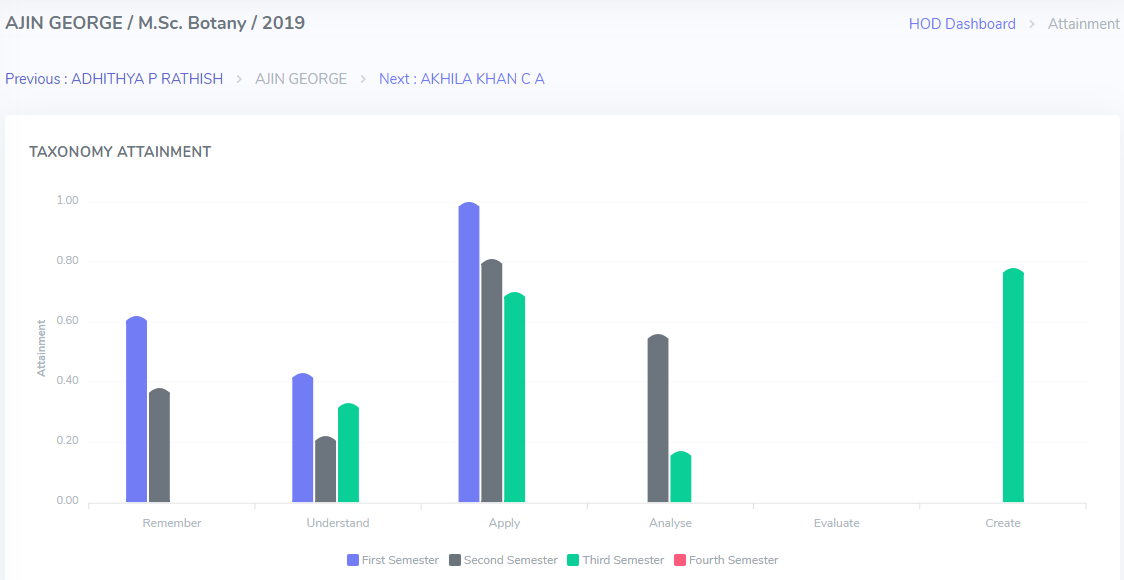 AJIN GEORGE / M.Sc. Botany / 2019
HOD Dashboard > Attainment
Previous : ADHITHYA P RATHISH > AJIN GEORGE > Next : AKHILA KHAN C A
TAXONOMY ATTAINMENT
Attainment
1.00
0.80
0.60
0.40
0.20
0.00
Remember Understand Apply Analyse Evaluate Create
First Semester Second Semester Third Semester Fourth Semester